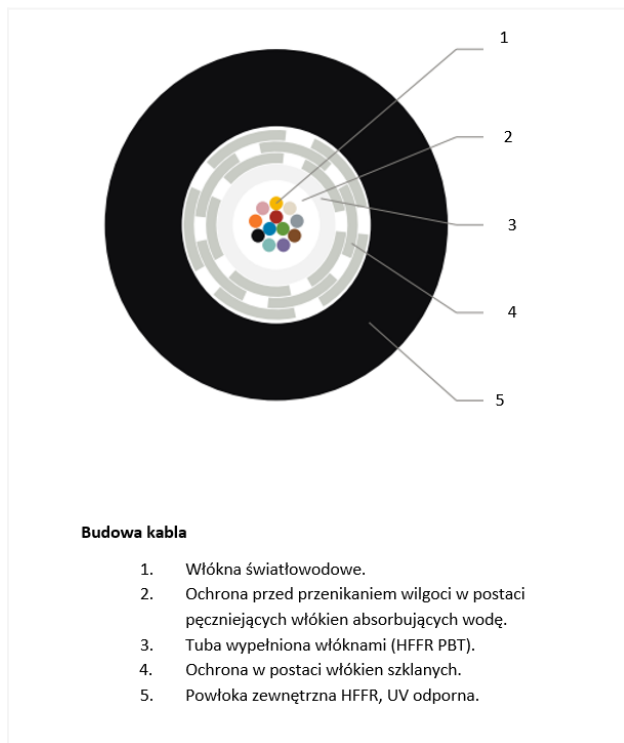 1
2
3
4
5
Budowa kabla
1. Włókna światłowodowe.
2. Ochrona przed przenikaniem wilgoci w postaci
pęczniejących włókien absorbujących wodę.
3. Tuba wypełniona włóknami (HFFR PBT).
4. Ochrona w postaci włókien szklanych.
5. Powłoka zewnętrzna HFFR, UV odporna.